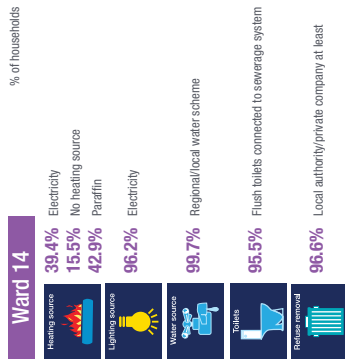 Ward 14
% of households
Heating source
39.4% Electricity
15.5% No heating source
42.9% Paraffin
Lighting source
96.2% Electricity
Water source
99.7% Regional/local water scheme
Toilets
95.5% Flush toilets connected to sewerage system
Refuse removal
96.6% Local authority/private company at least